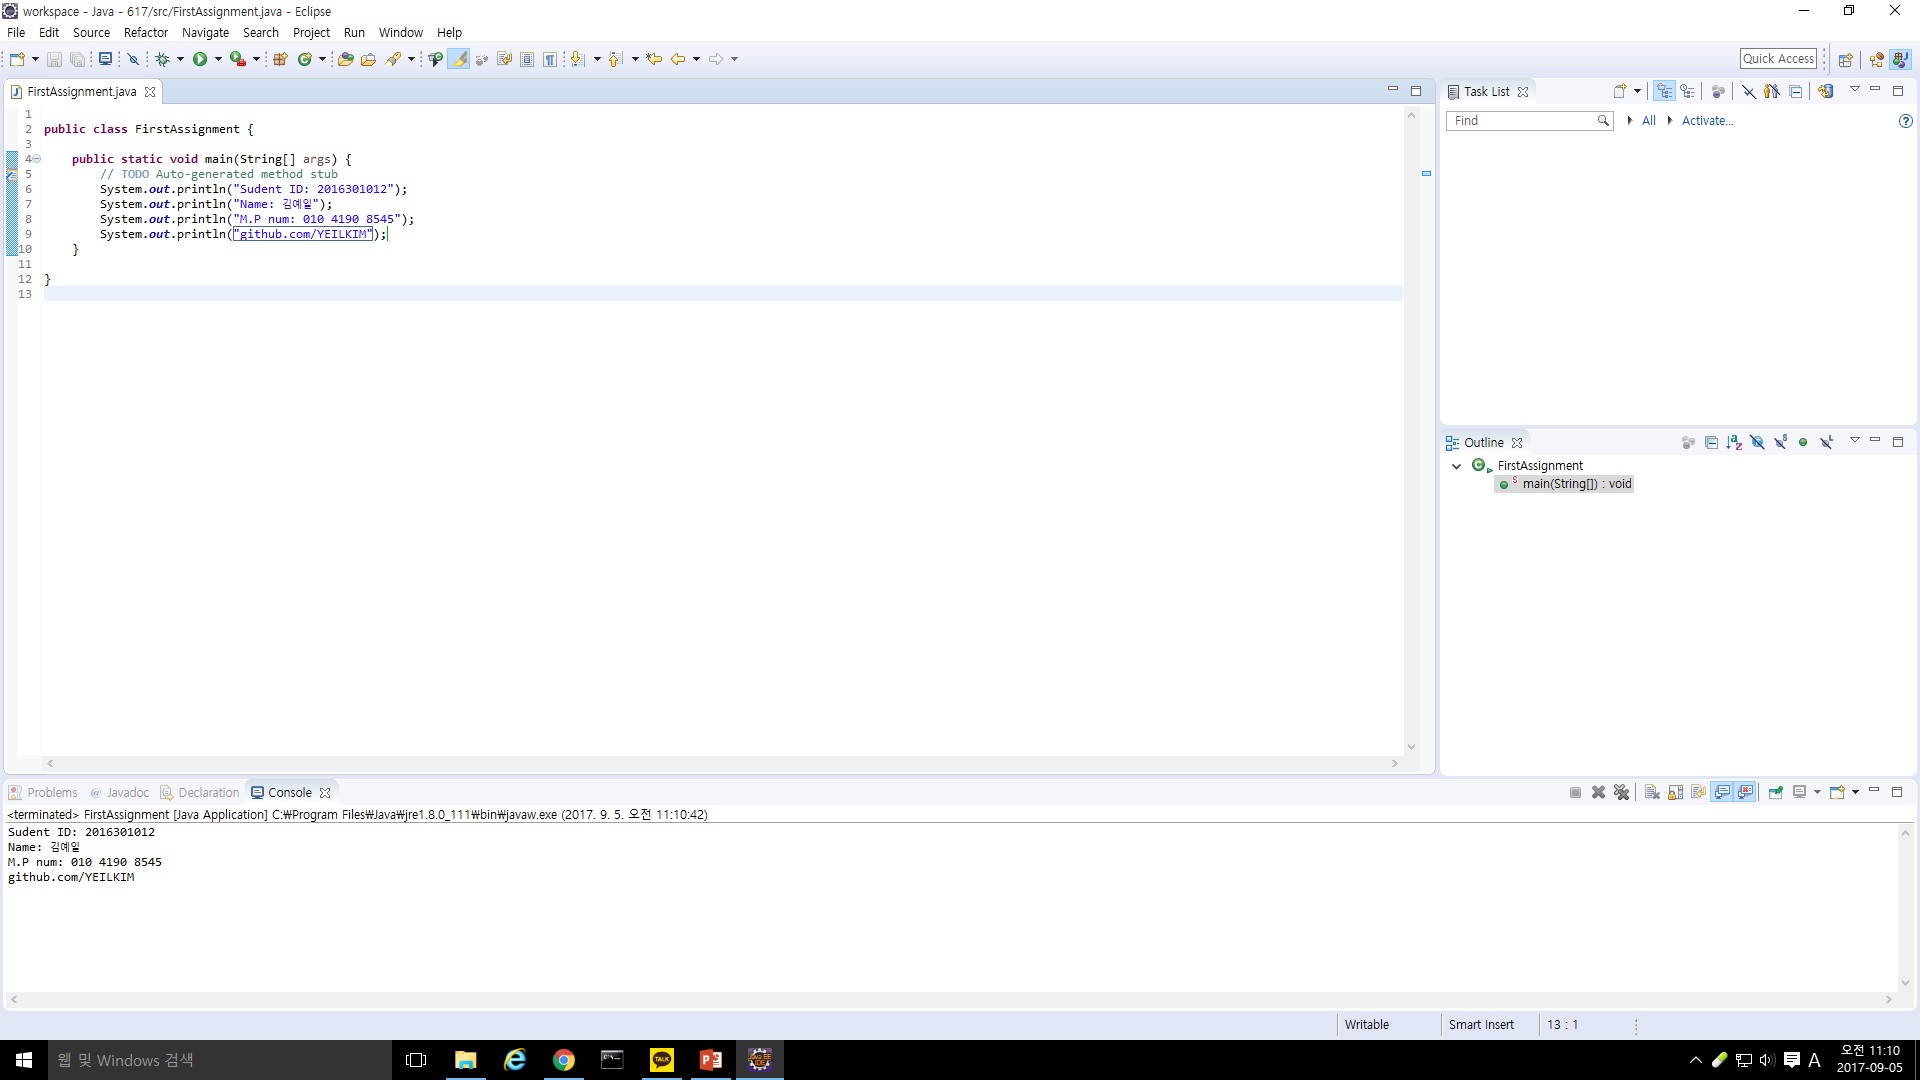 workspace - Java - 617/src/FirstAssignment.java - Eclipse
File Edit Source Refactor Navigate Search Project Run Window Help
Quick Access
FirstAssignment.java
1
2 public class FirstAssignment {
3
4 public static void main(String[] args) {
5 // TODO Auto-generated method stub
6 System.out.println("Sudent ID: 2016301012");
7 System.out.println("Name: 김예일");
8 System.out.println("M.P num: 010 4190 8545");
9 System.out.println("github.com/YEILKIM");
10 }
11
12 }
13
Task List
Find All Activate...
Outline
FirstAssignment
main(String[]) : void
Problems Javadoc Declaration Console
<terminated> FirstAssignment [Java Application] C:₩Program Files₩Java₩jre1.8.0_111₩bin₩javaw.exe (2017. 9. 5. 오전 11:10:42)
Sudent ID: 2016301012
Name: 김예일
M.P num: 010 4190 8545
github.com/YEILKIM
Writable Smart Insert 13 : 1
웹 및 Windows 검색
TALK
A
오전 11:10
2017-09-05